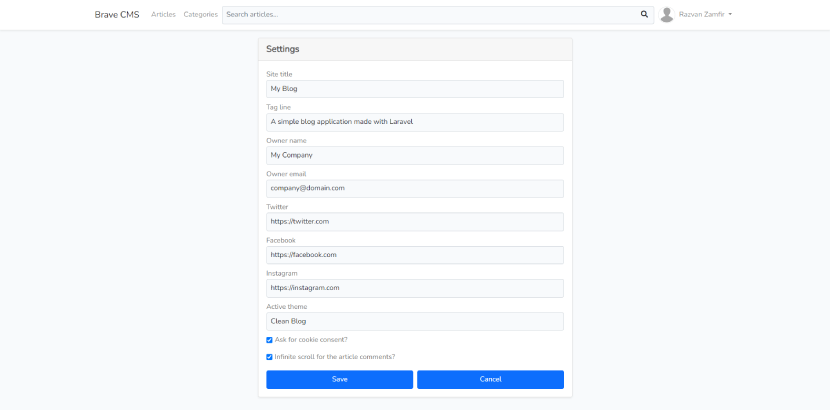 Brave CMS Articles Categories Search articles... Razvan Zamfir
Settings
Site title
My Blog
Tag line
A simple blog application made with Laravel
Owner name
My Company
Owner email
company@domain.com
Twitter
https://twitter.com
Facebook
https://facebook.com
Instagram
https://instagram.com
Active theme
Clean Blog
Ask for cookie consent?
Infinite scroll for the article comments?
Save Cancel